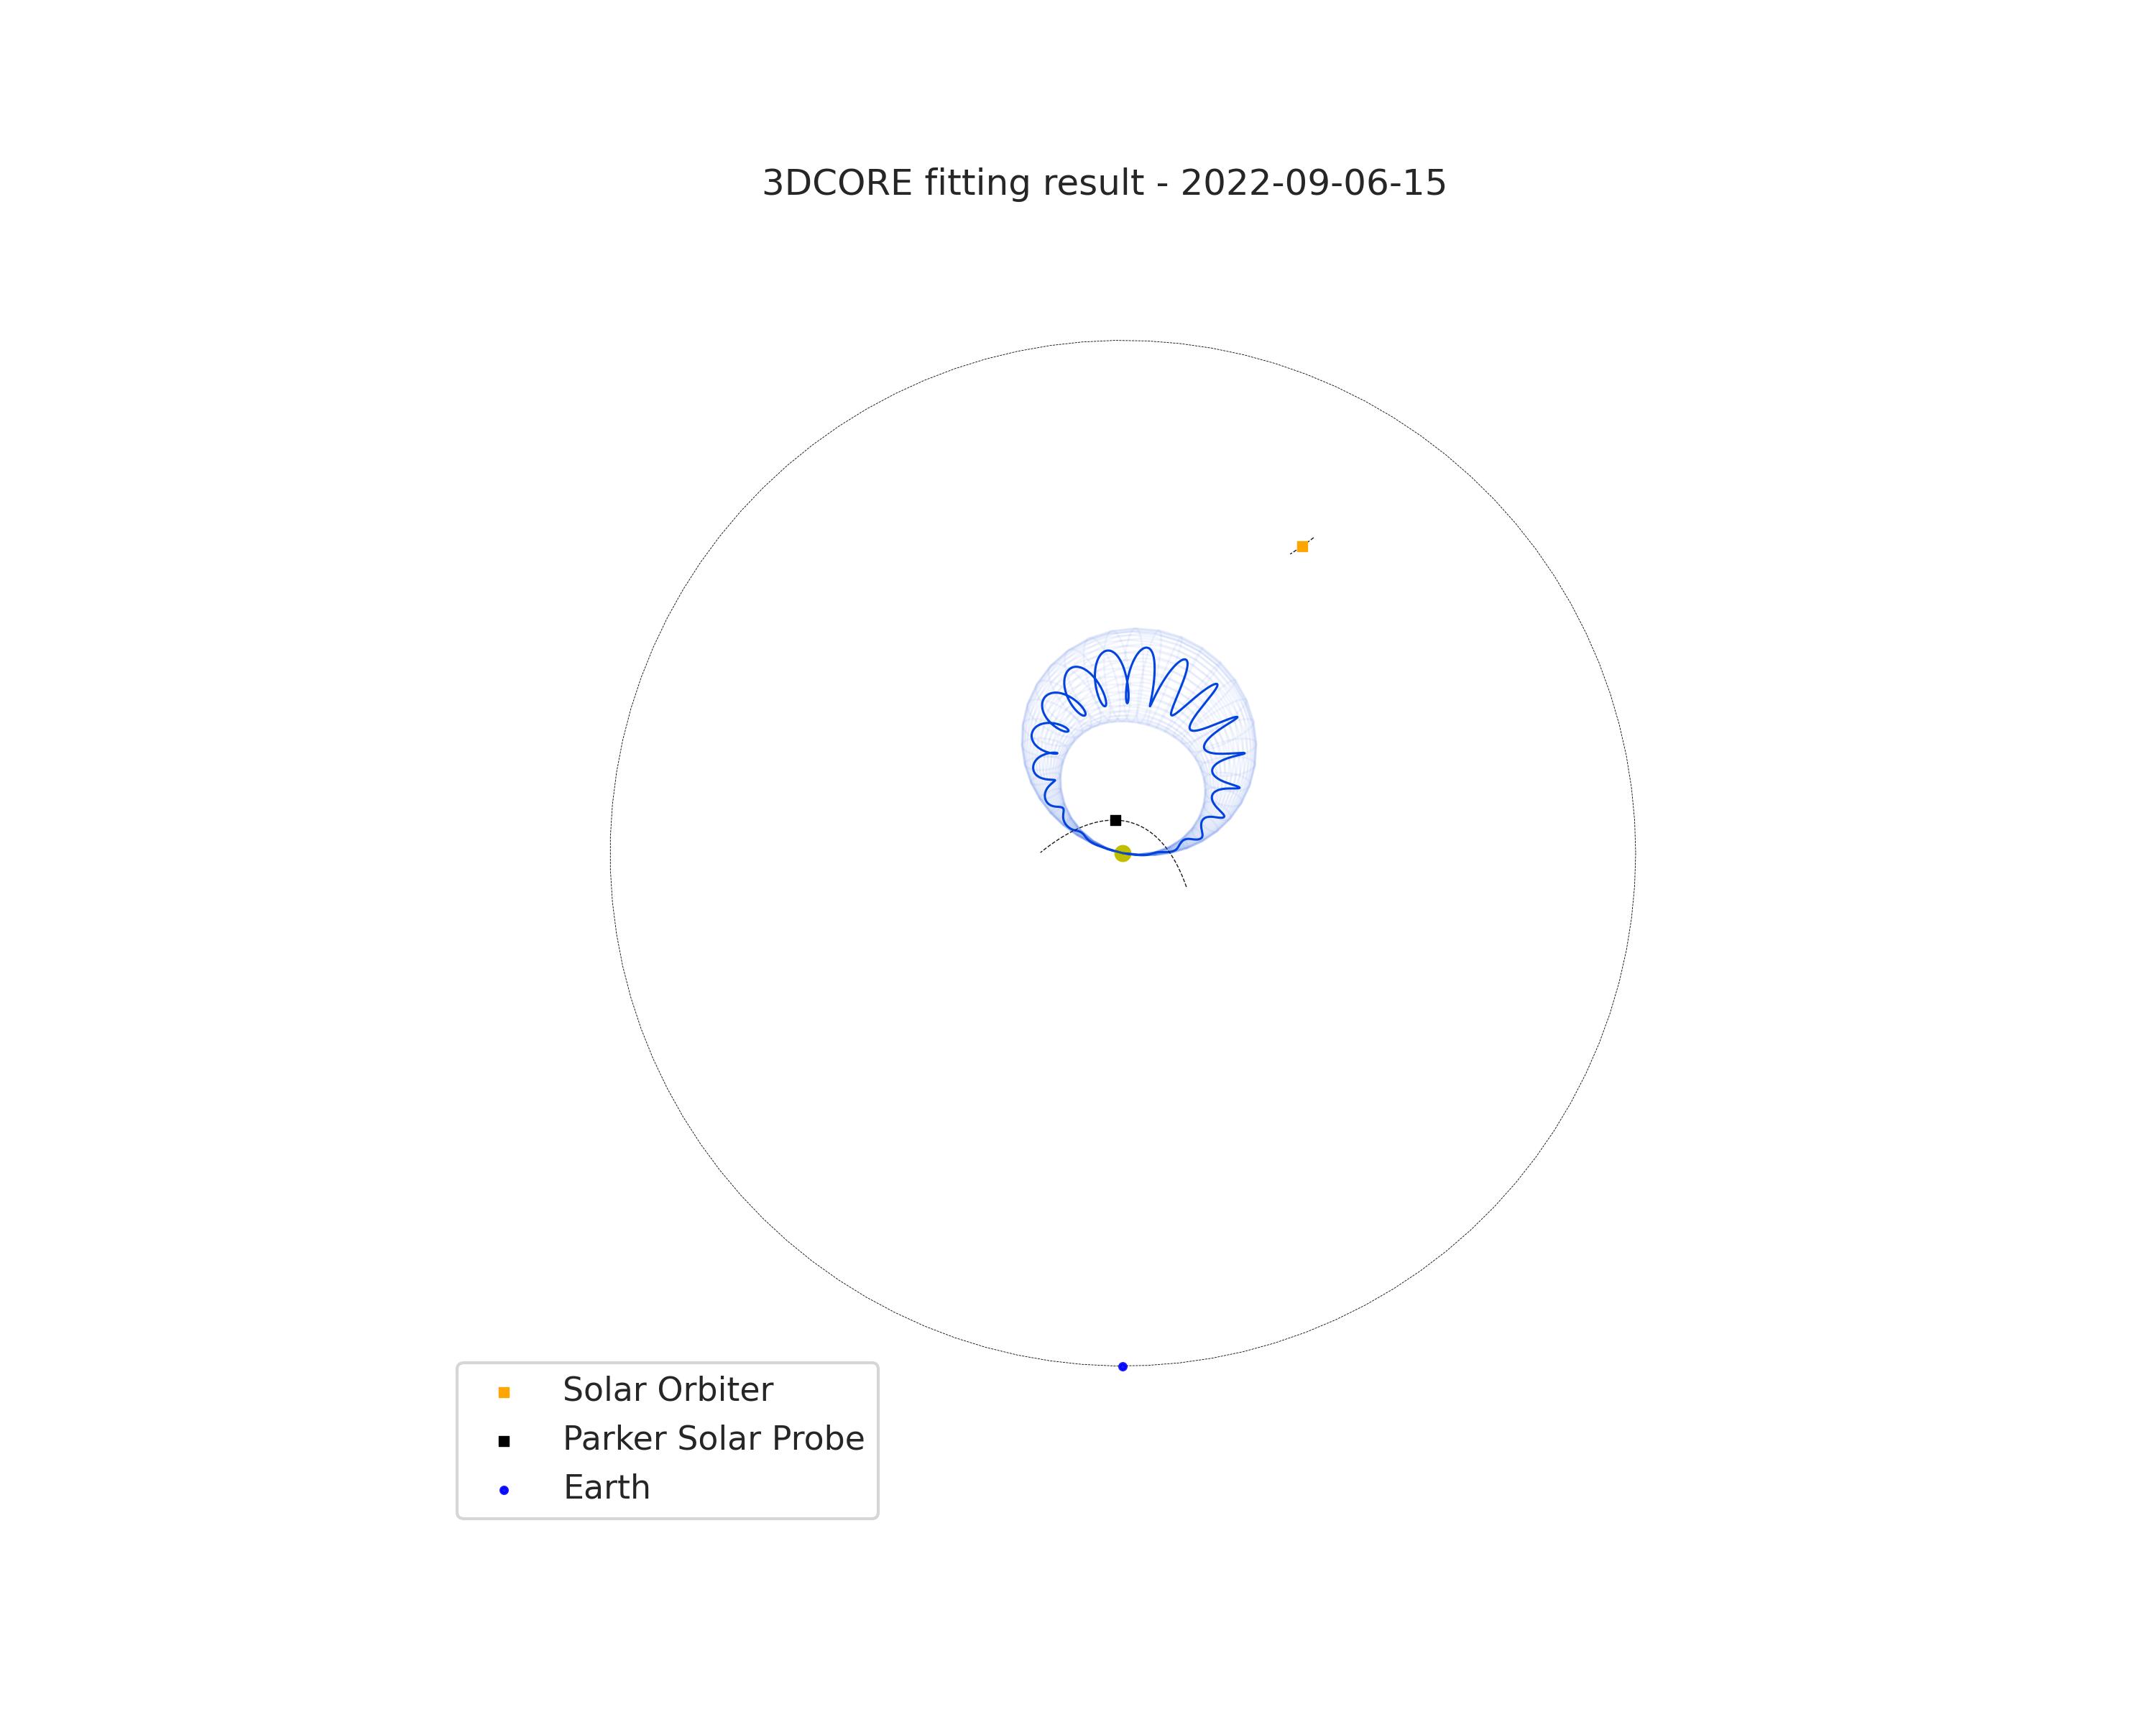 3DCORE fitting result - 2022-09-06-15
Solar Orbiter
Parker Solar Probe
Earth